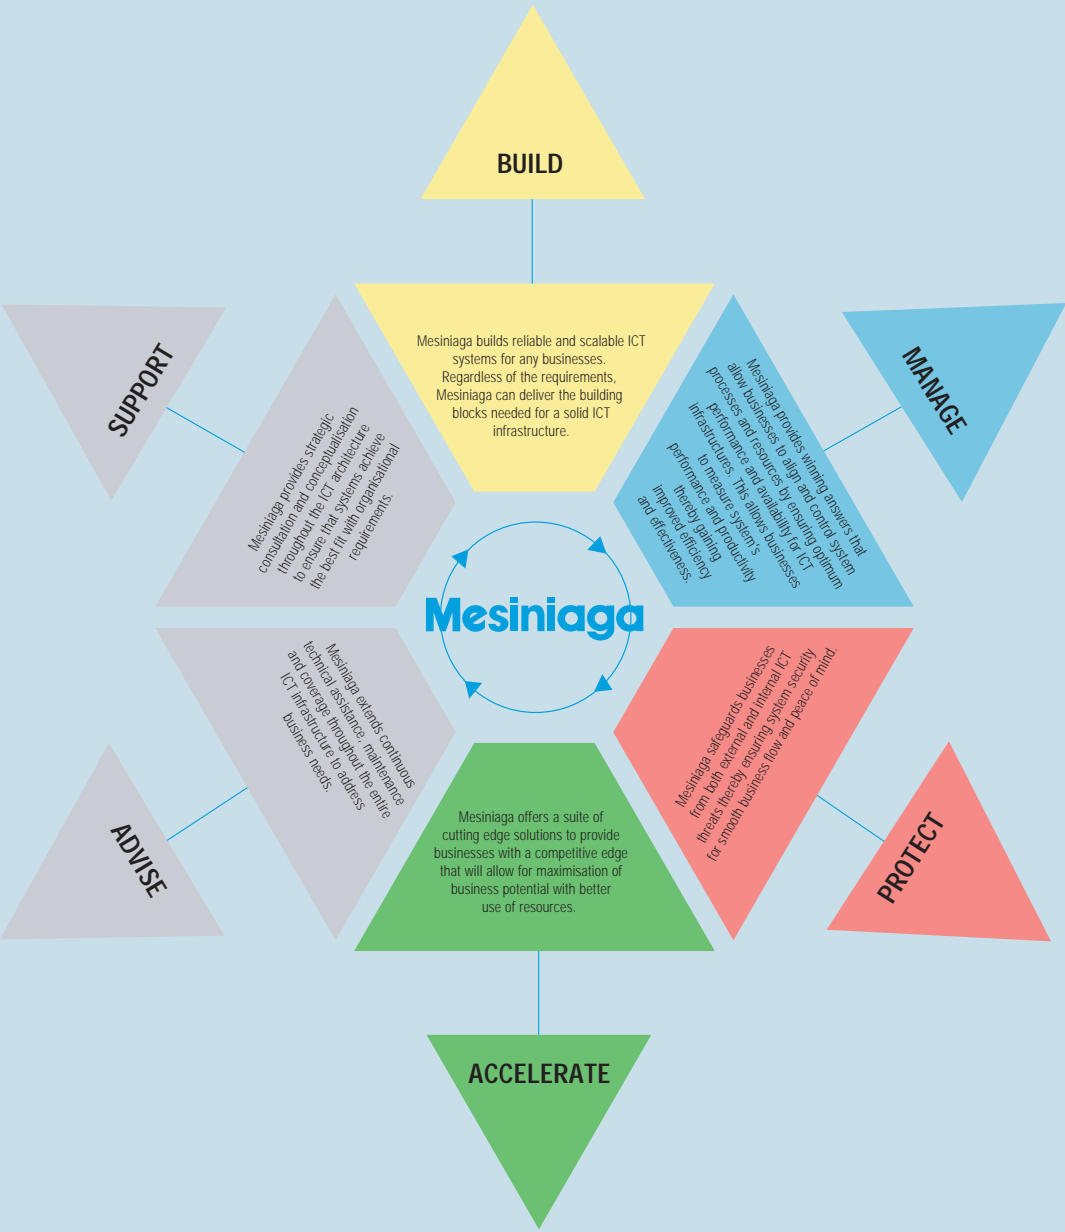 BUILD
Mesiniaga builds reliable and scalable ICT
systems for any businesses.
Regardless of the requirements,
Mesiniaga can deliver the building
blocks needed for a solid ICT
infrastructure.
MANAGE
Mesiniaga provides winning answers that
allow businesses to align and control system
processes and resources by ensuring optimum
performance and availability for ICT
infrastructures. This allows businesses
to measure system's
performance and productivity
thereby gaining
improved efficiency
and effectiveness.
PROTECT
Mesiniaga safeguards businesses
from both external and internal ICT
threats thereby ensuring system security
for smooth business flow and peace of mind.
ACCELERATE
Mesiniaga offers a suite of
cutting edge solutions to provide
businesses with a competitive edge
that will allow for maximisation of
business potential with better
use of resources.
ADVISE
Mesiniaga extends continuous
technical assistance, maintenance
and coverage throughout the entire
ICT infrastructure to address
business needs.
SUPPORT
Mesiniaga provides strategic
consultation and conceptualisation
throughout the ICT architecture
to ensure that systems achieve
the best fit with organisational
requirements.
Mesiniaga